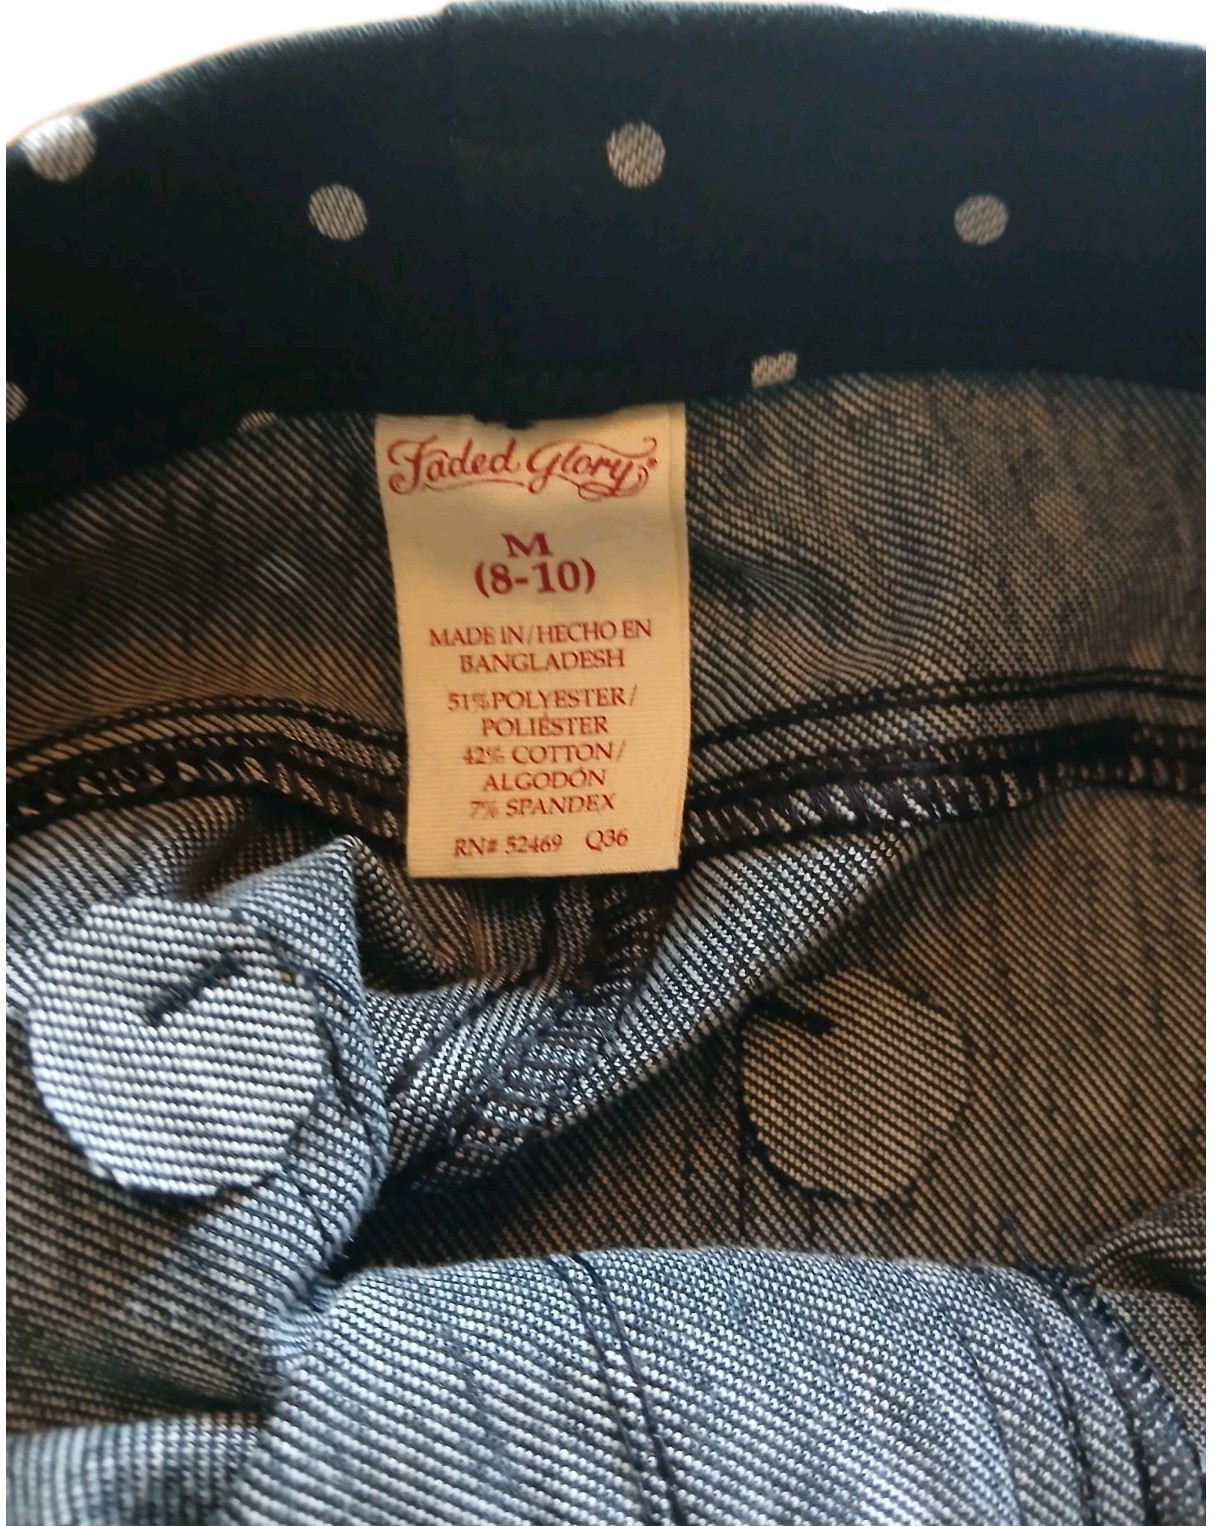 Faded Glory®
M
(8-10)
MADE IN/HECHO EN
BANGLADESH
51%POLYESTER/
POLIÉSTER
42% COTTON/
ALGODÓN
7% SPANDEX
RN# 52469 Q36